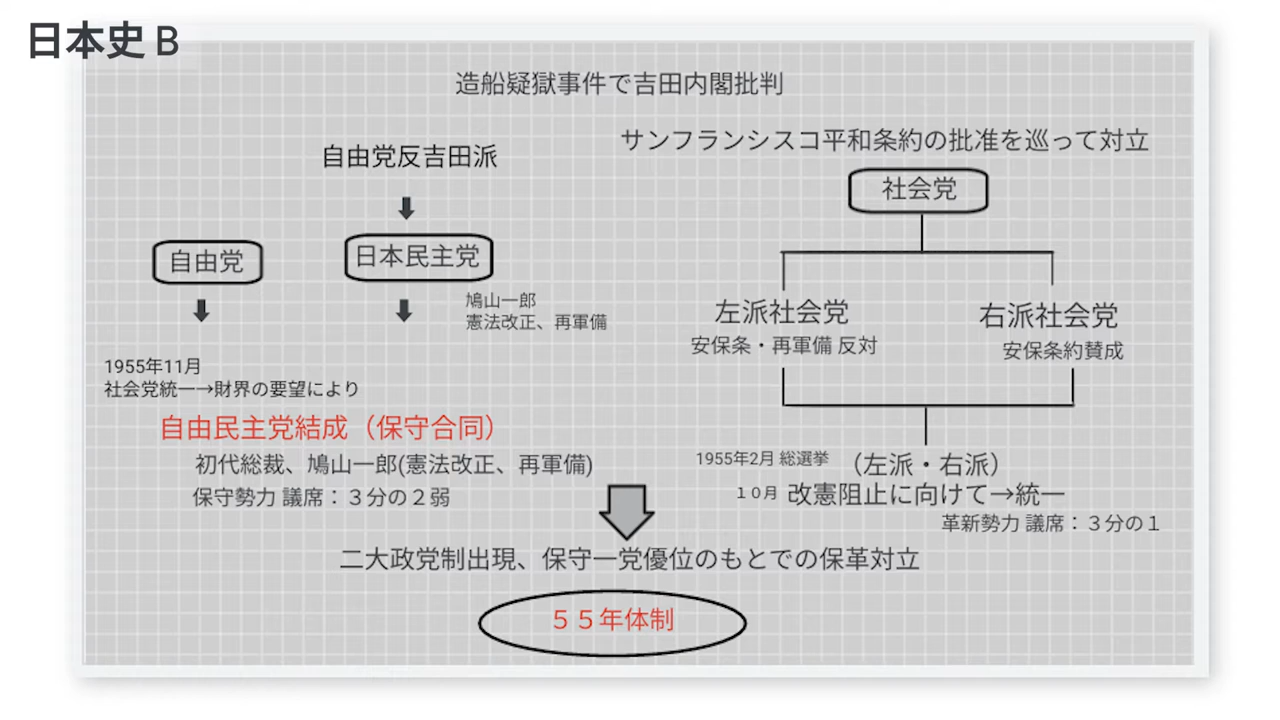 日本史B
造船疑獄事件で吉田内閣批判
サンフランシスコ平和条約の批准を巡って対立
自由党反吉田派
社会党
自由党
日本民主党
鳩山一郎
憲法改正、再軍備
左派社会党
安保条・再軍備 反対
右派社会党
安保条約賛成
1955年11月
社会党統一→財界の要望により
自由民主党結成（保守合同）
初代総裁、鳩山一郎(憲法改正、再軍備)
保守勢力 議席：３分の２弱
1955年2月 総選挙 （左派・右派）
１０月 改憲阻止に向けて→統一
革新勢力 議席：３分の１
二大政党制出現、保守一党優位のもとでの保革対立
５５年体制